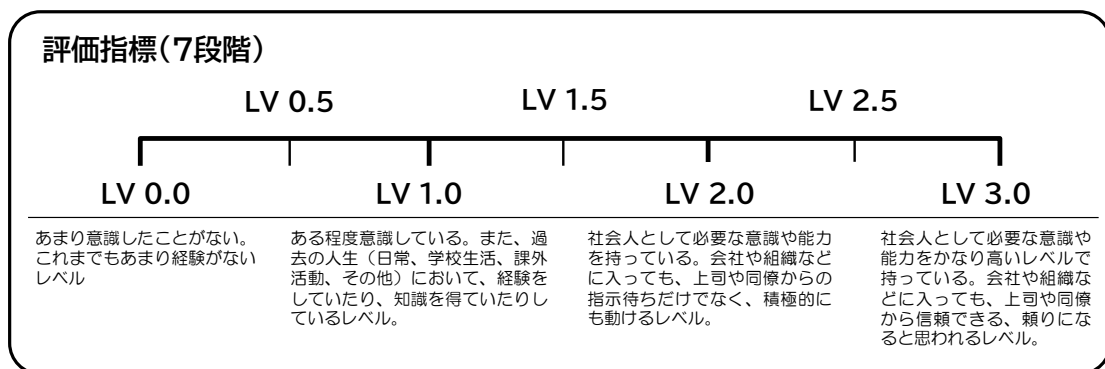 評価指標(7段階)
LV 0.5
LV 1.5
LV 2.5
LV 0.0
LV 1.0
LV 2.0
LV 3.0
あまり意識したことがない。
これまでもあまり経験がない
レベル
ある程度意識している。また、過
去の人生（日常、学校生活、課外
活動、その他）において、経験を
していたり、知識を得ていたりし
ているレベル。
社会人として必要な意識や能力
を持っている。会社や組織など
に入っても、上司や同僚からの
指示待ちだけでなく、積極的に
も動けるレベル。
社会人として必要な意識や
能力をかなり高いレベルで
持っている。会社や組織な
どに入っても、上司や同僚
から信頼できる、頼りにな
ると思われるレベル。